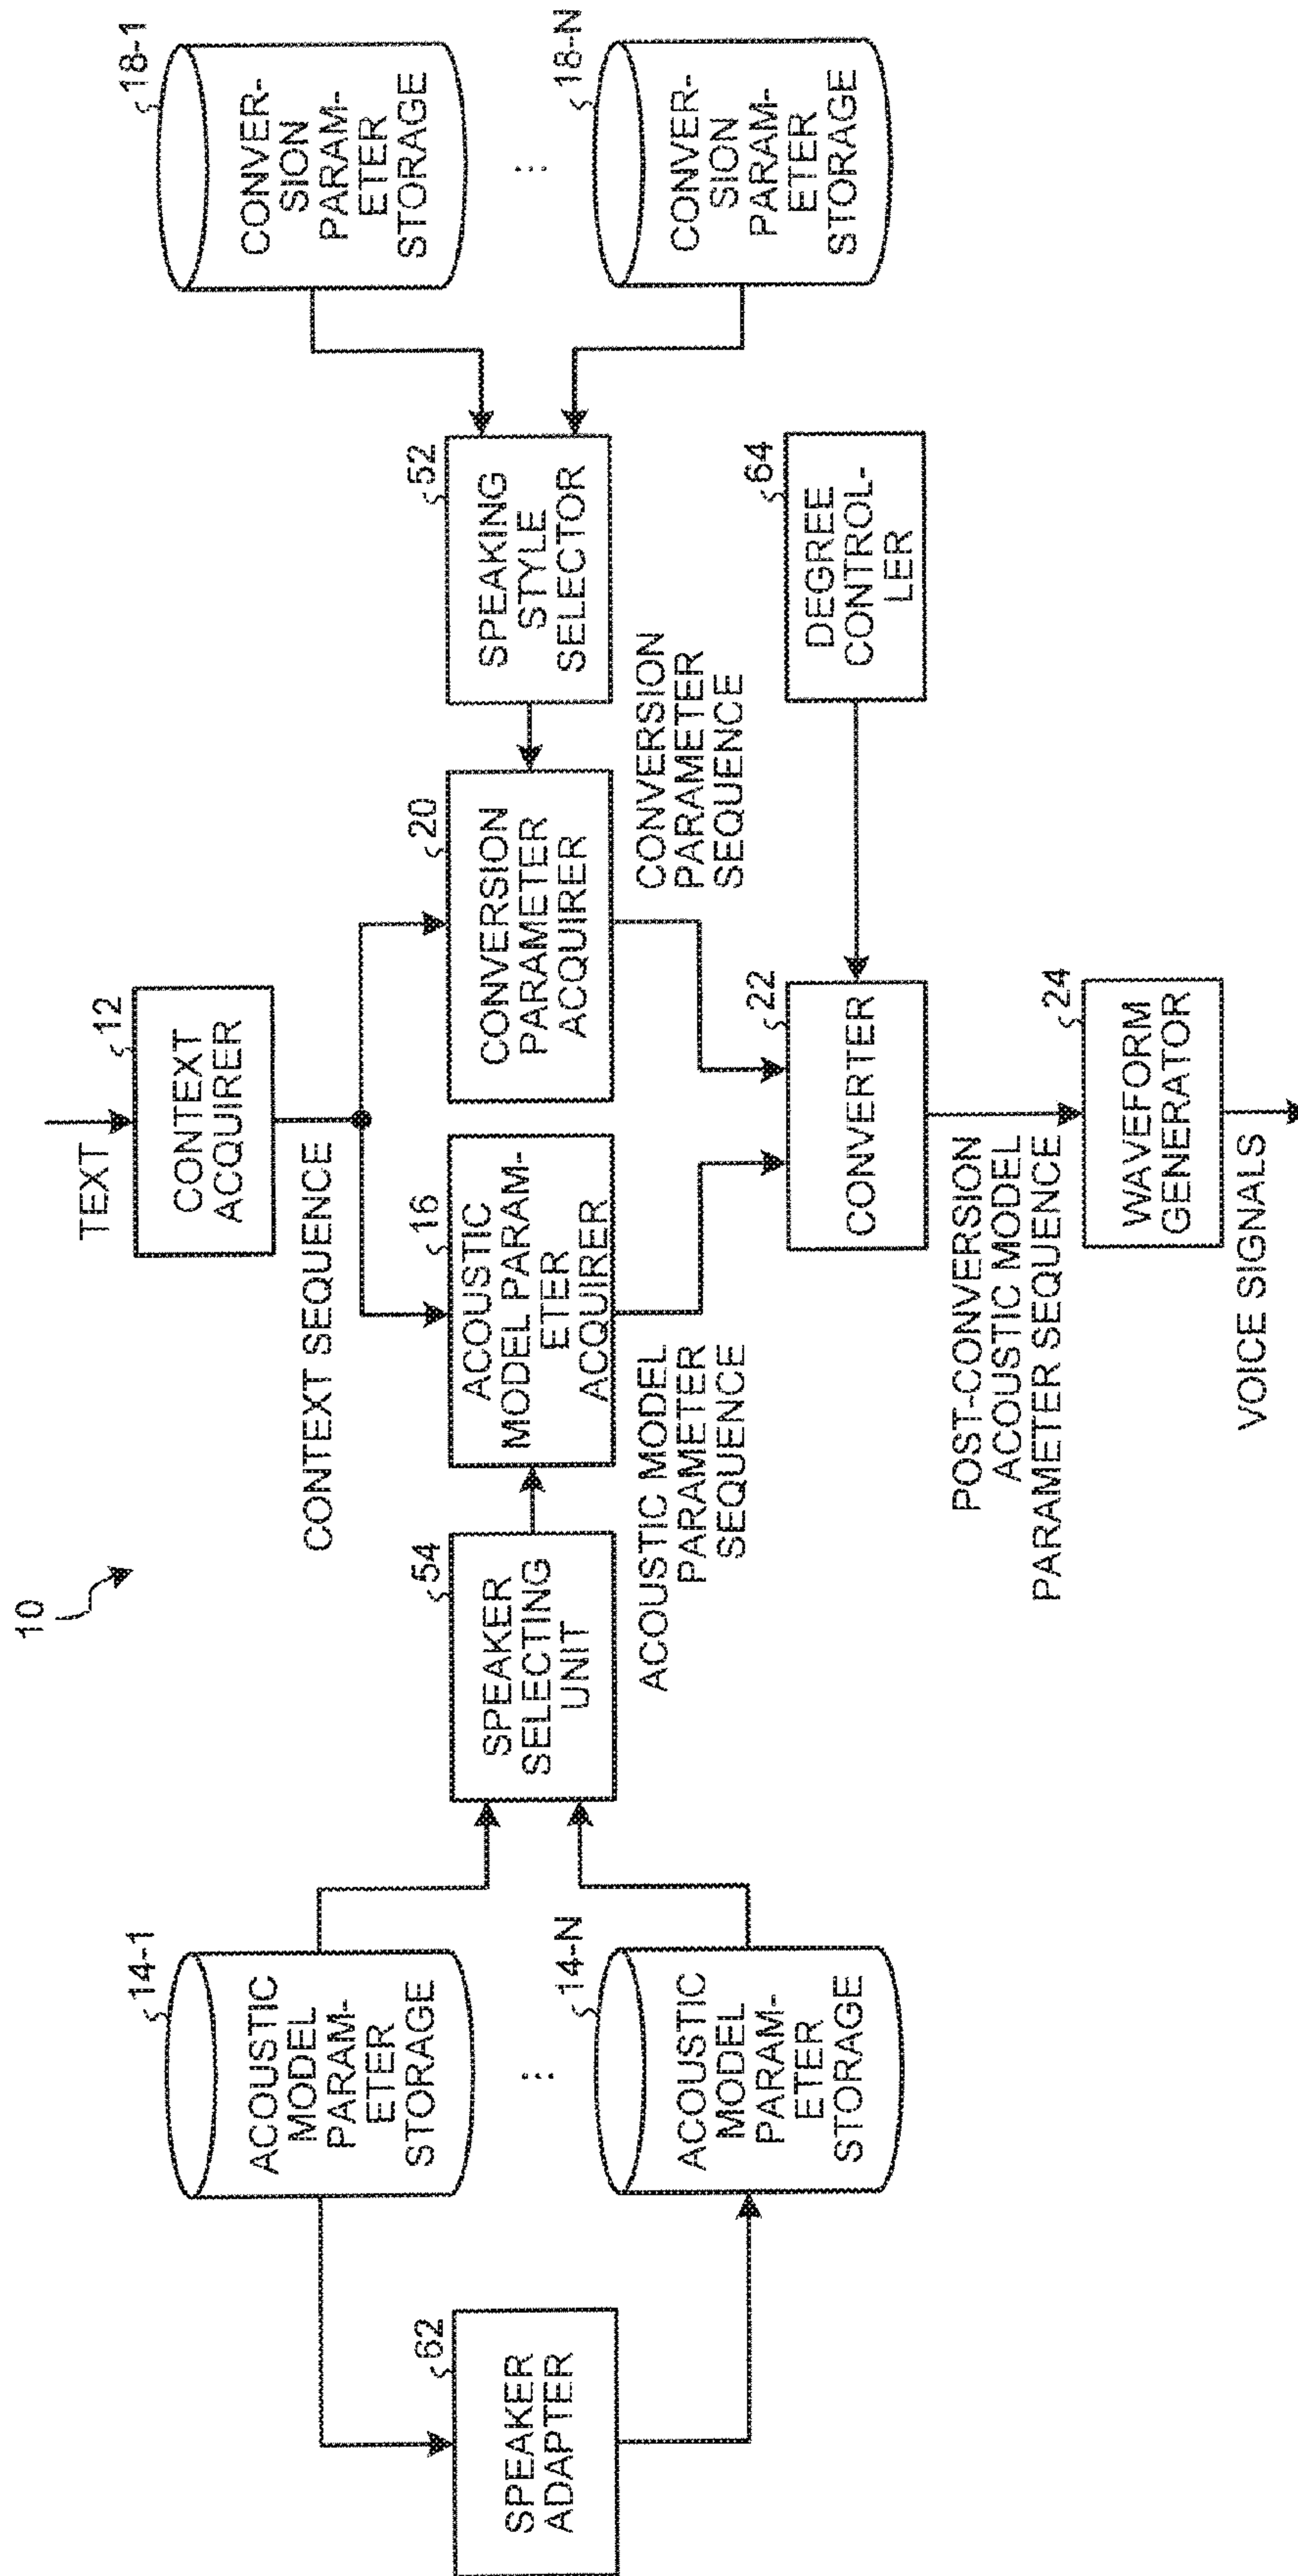 10
TEXT
12
CONTEXT
ACQUIRER
CONTEXT SEQUENCE
14-1
ACOUSTIC
MODEL
PARAM-
ETER
STORAGE
⋮
14-N
ACOUSTIC
MODEL
PARAM-
ETER
STORAGE
62
SPEAKER
ADAPTER
54
SPEAKER
SELECTING
UNIT
16
ACOUSTIC
MODEL PARAM-
ETER
ACQUIRER
20
CONVERSION
PARAMETER
ACQUIRER
52
SPEAKING
STYLE
SELECTOR
18-1
CONVER-
SION
PARAM-
ETER
STORAGE
⋮
18-N
CONVER-
SION
PARAM-
ETER
STORAGE
ACOUSTIC MODEL
PARAMETER
SEQUENCE
CONVERSION
PARAMETER
SEQUENCE
22
CONVERTER
64
DEGREE
CONTROL-
LER
POST-CONVERSION
ACOUSTIC MODEL
PARAMETER SEQUENCE
24
WAVEFORM
GENERATOR
VOICE SIGNALS